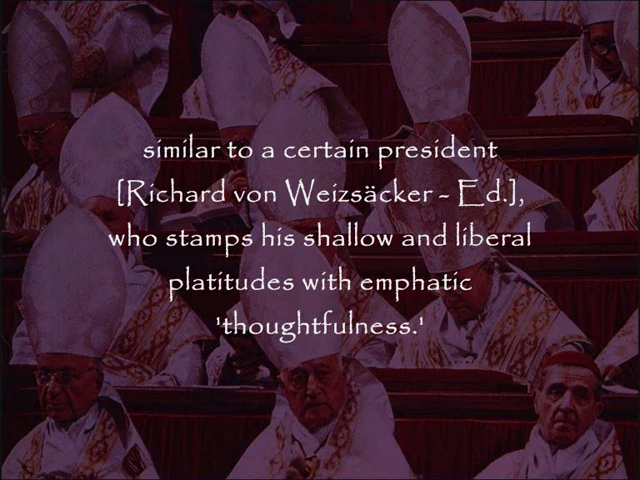 similar to a certain president
[Richard von Weizsäcker - Ed.],
who stamps his shallow and liberal
platitudes with emphatic
'thoughtfulness.'